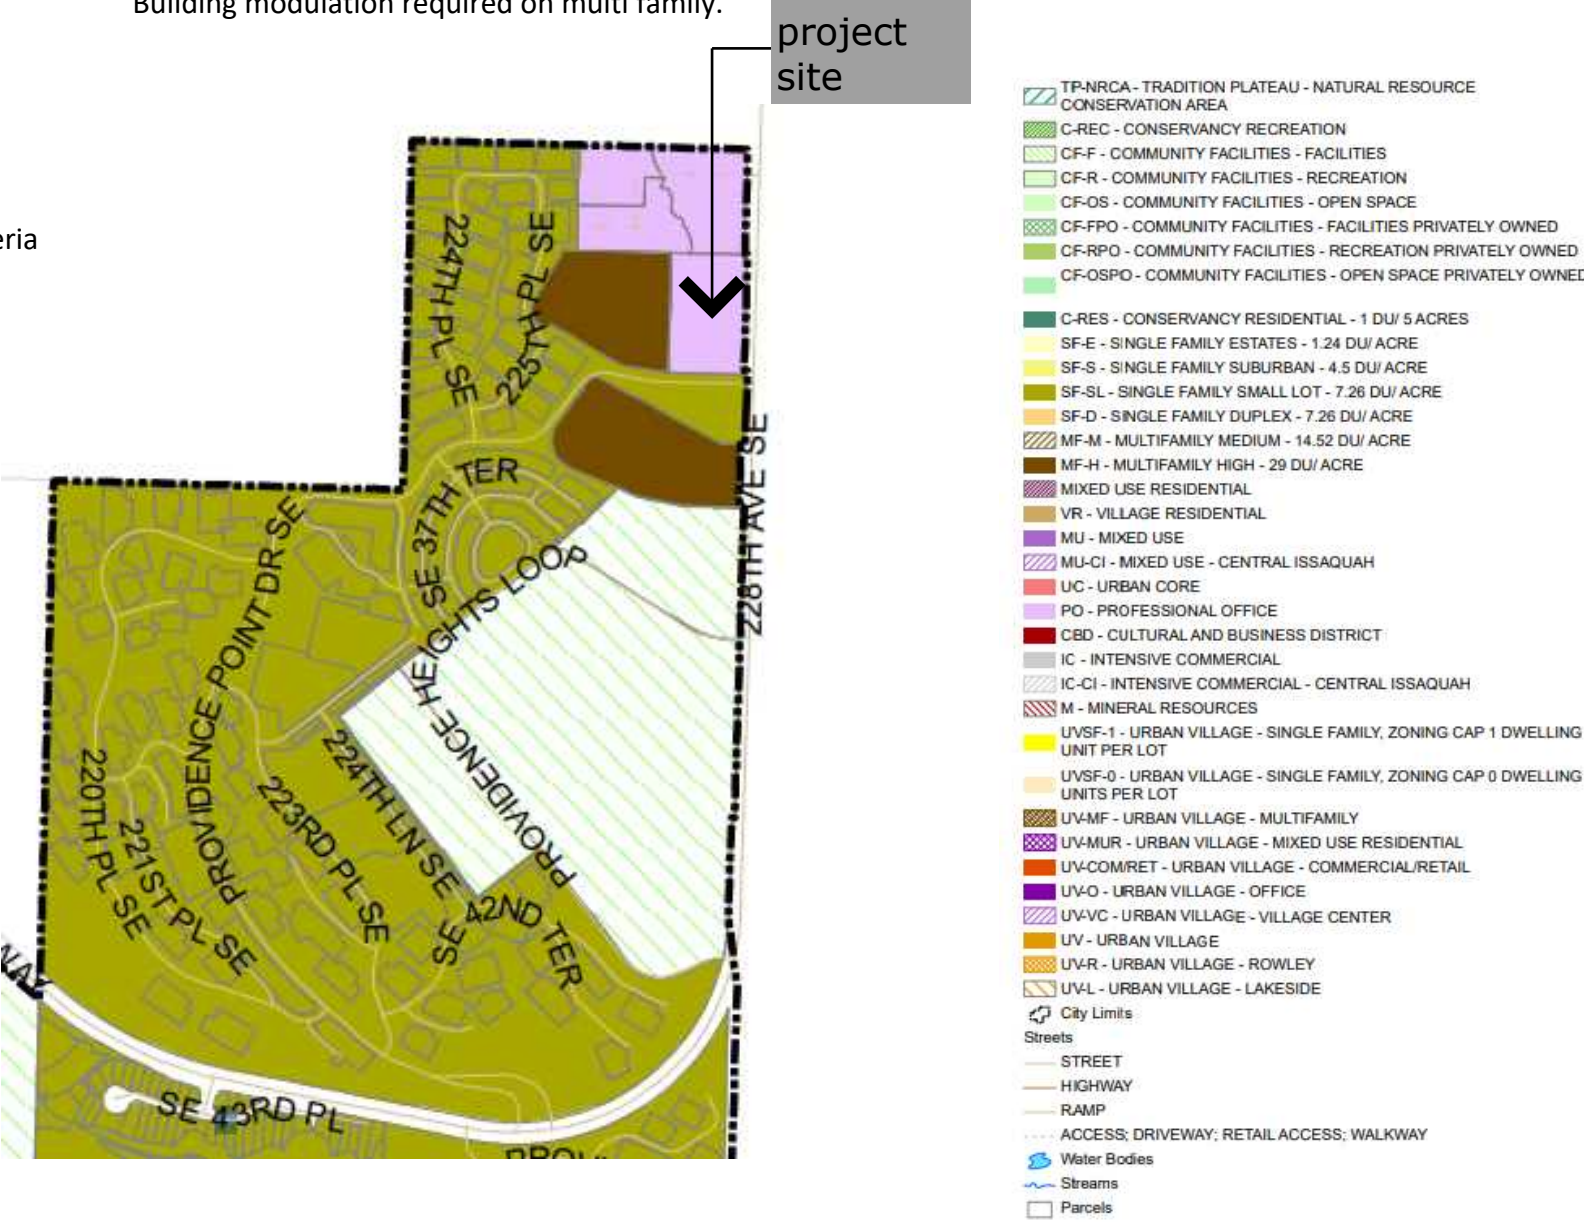 Building modulation required on multi family.
project
site
eria
224TH PL SE
225TH PL SE
SE 37TH TER
228TH AVE SE
PROVIDENCE POINT DR SE
PROVIDENCE HEIGHTS LOOP
220TH PL SE
221ST PL SE
223RD PL SE
224TH LN SE
SE 42ND TER
WAY
SE 43RD PL
TP-NRCA - TRADITION PLATEAU - NATURAL RESOURCE
CONSERVATION AREA
C-REC - CONSERVANCY RECREATION
CF-F - COMMUNITY FACILITIES - FACILITIES
CF-R - COMMUNITY FACILITIES - RECREATION
CF-OS - COMMUNITY FACILITIES - OPEN SPACE
CF-FPO - COMMUNITY FACILITIES - FACILITIES PRIVATELY OWNED
CF-RPO - COMMUNITY FACILITIES - RECREATION PRIVATELY OWNED
CF-OSPO - COMMUNITY FACILITIES - OPEN SPACE PRIVATELY OWNED
C-RES - CONSERVANCY RESIDENTIAL - 1 DU/ 5 ACRES
SF-E - SINGLE FAMILY ESTATES - 1.24 DU/ ACRE
SF-S - SINGLE FAMILY SUBURBAN - 4.5 DU/ ACRE
SF-SL - SINGLE FAMILY SMALL LOT - 7.26 DU/ ACRE
SF-D - SINGLE FAMILY DUPLEX - 7.26 DU/ ACRE
MF-M - MULTIFAMILY MEDIUM - 14.52 DU/ ACRE
MF-H - MULTIFAMILY HIGH - 29 DU/ ACRE
MIXED USE RESIDENTIAL
VR - VILLAGE RESIDENTIAL
MU - MIXED USE
MU-CI - MIXED USE - CENTRAL ISSAQUAH
UC - URBAN CORE
PO - PROFESSIONAL OFFICE
CBD - CULTURAL AND BUSINESS DISTRICT
IC - INTENSIVE COMMERCIAL
IC-CI - INTENSIVE COMMERCIAL - CENTRAL ISSAQUAH
M - MINERAL RESOURCES
UVSF-1 - URBAN VILLAGE - SINGLE FAMILY, ZONING CAP 1 DWELLING
UNIT PER LOT
UVSF-0 - URBAN VILLAGE - SINGLE FAMILY, ZONING CAP 0 DWELLING
UNITS PER LOT
UV-MF - URBAN VILLAGE - MULTIFAMILY
UV-MUR - URBAN VILLAGE - MIXED USE RESIDENTIAL
UV-COM/RET - URBAN VILLAGE - COMMERCIAL/RETAIL
UV-O - URBAN VILLAGE - OFFICE
UV-VC - URBAN VILLAGE - VILLAGE CENTER
UV - URBAN VILLAGE
UV-R - URBAN VILLAGE - ROWLEY
UV-L - URBAN VILLAGE - LAKESIDE
City Limits
Streets
STREET
HIGHWAY
RAMP
ACCESS; DRIVEWAY; RETAIL ACCESS; WALKWAY
Water Bodies
Streams
Parcels